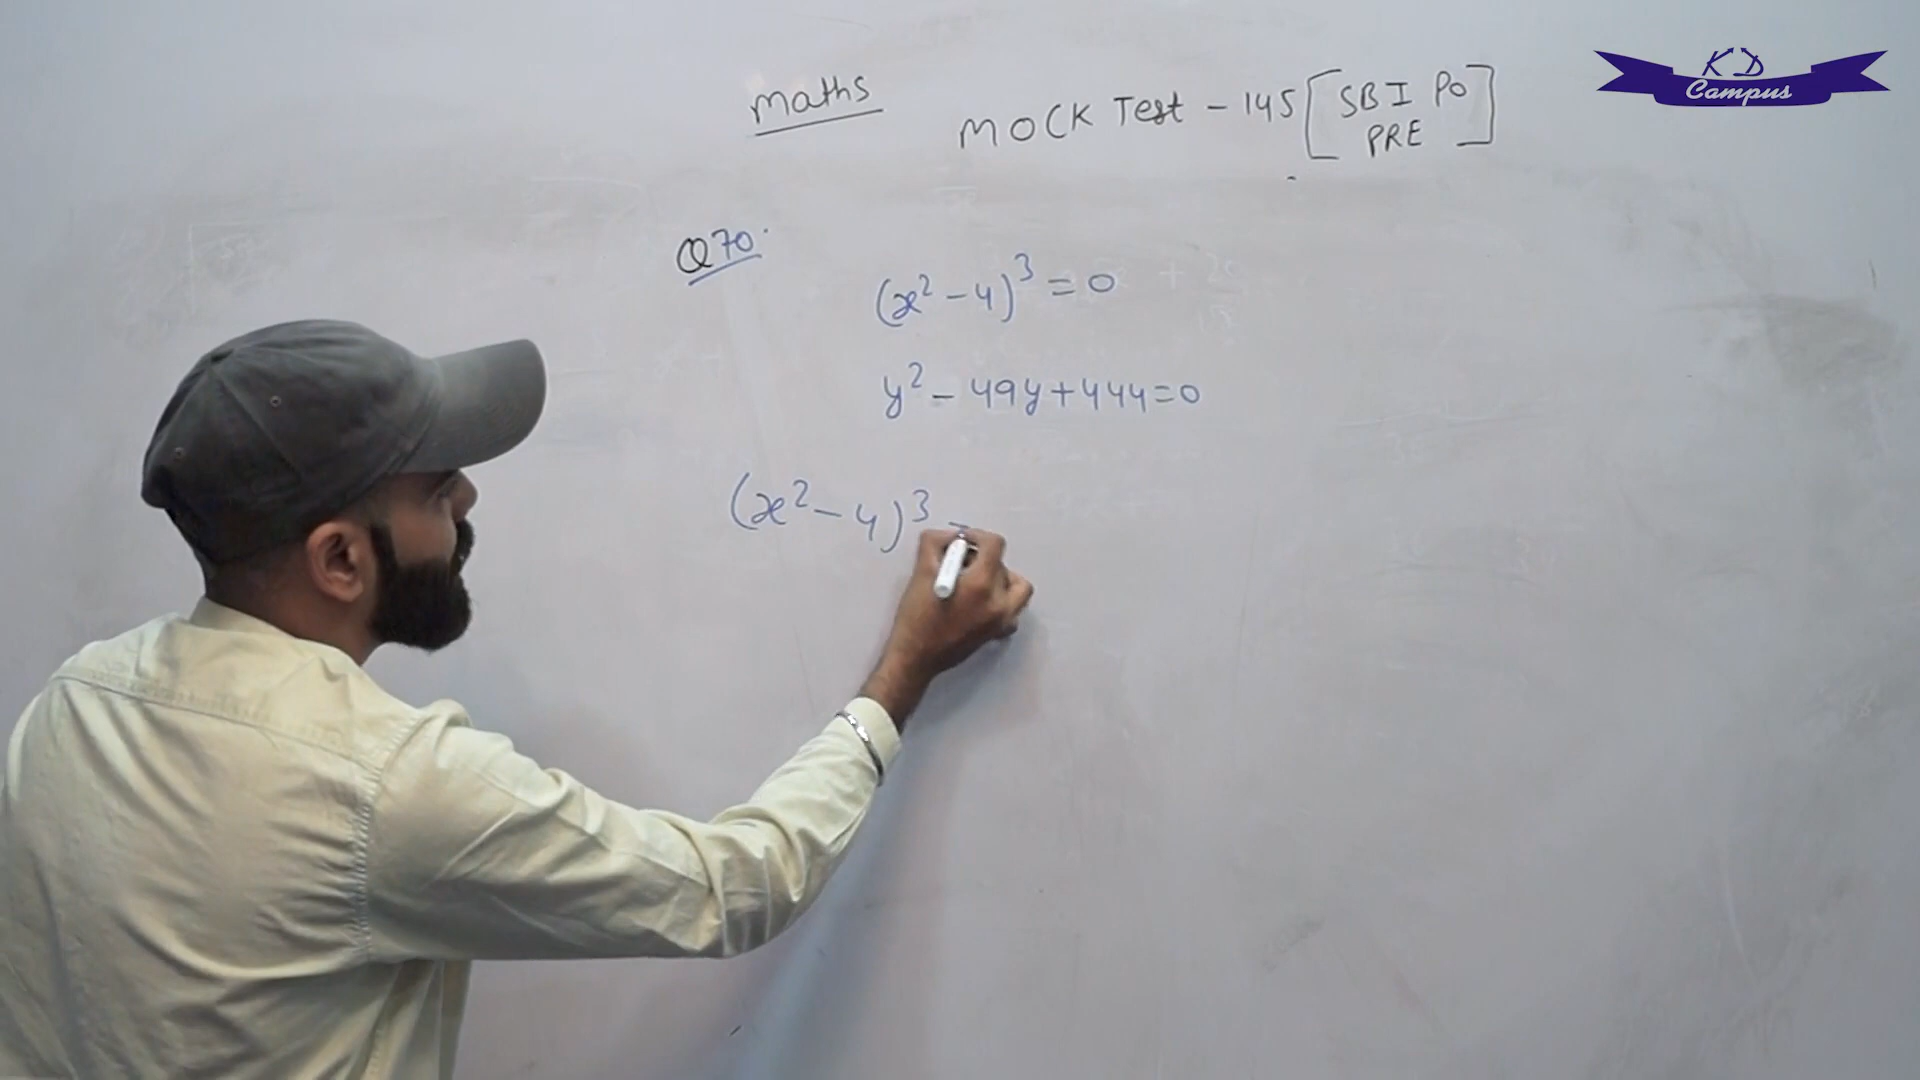 maths
MOCK Test - 145 [SBI PO PRE]
KD Campus
Q70.
(x² - 4)³ = 0
y² - 49y + 444 = 0
(x² - 4)³ =